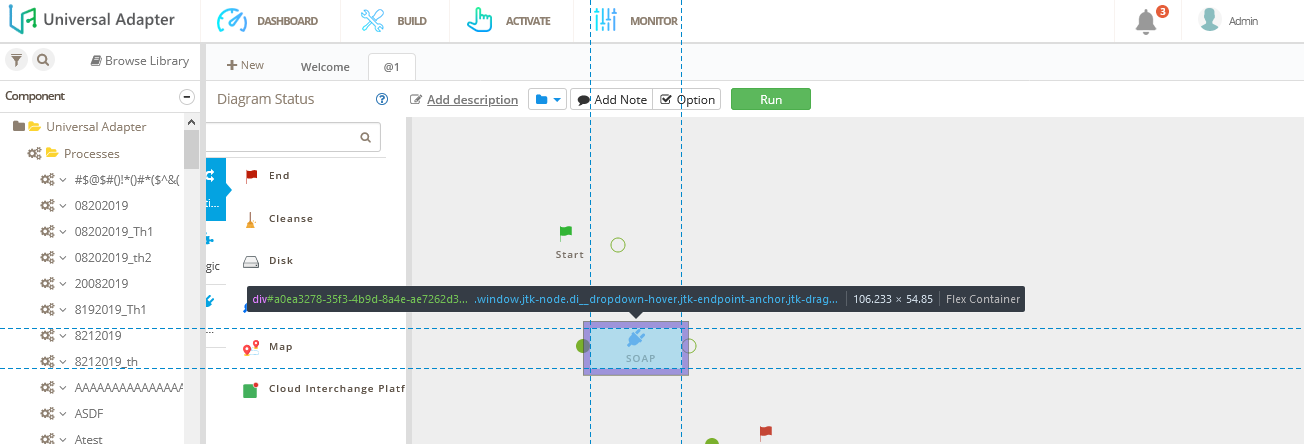 Universal Adapter DASHBOARD BUILD ACTIVATE MONITOR 3 Admin
Browse Library
+ New Welcome @1
Component
Diagram Status ? Add description Add Note Option Run
Universal Adapter
Processes
#$@$#()!*()#*($^&(
08202019
08202019_Th1
08202019_th2
20082019
8192019_Th1
8212019
8212019_th
AAAAAAAAAAAAAAAA
ASDF
Atest
ti...
gic
...
End
Cleanse
Disk
Map
Cloud Interchange Platf
Start
div#a0ea3278-35f3-4b9d-8a4e-ae7262d3... .window.jtk-node.di__dropdown-hover.jtk-endpoint-anchor.jtk-drag... 106.233 × 54.85 Flex Container
SOAP